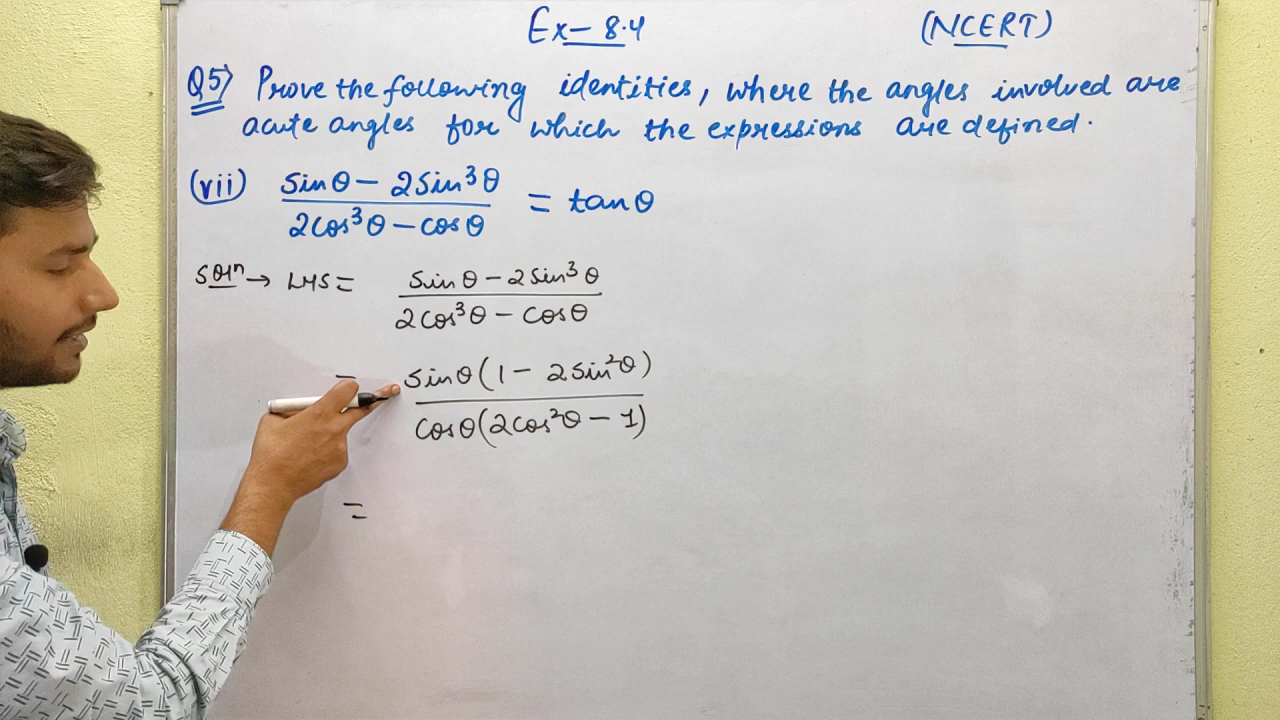 Ex- 8.4 (NCERT)
Q5) Prove the following identities, where the angles involved are
acute angles for which the expressions are defined.
(vii) sinθ - 2sin³θ / 2cos³θ - cosθ = tanθ
Solⁿ → LHS = sinθ - 2sin³θ / 2cos³θ - cosθ
= sinθ(1 - 2sin²θ) / cosθ(2cos²θ - 1)
=